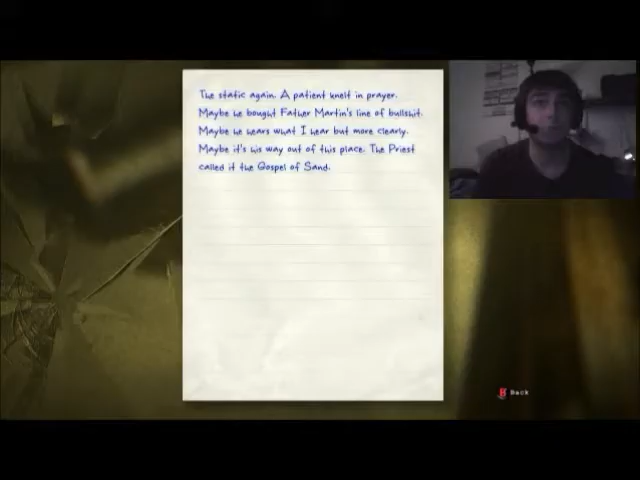 The static again. A patient knelt in prayer.
Maybe he bought Father Martin's line of bullshit.
Maybe he hears what I hear but more clearly.
Maybe it's his way out of this place. The Priest
called it the Gospel of Sand.
Back